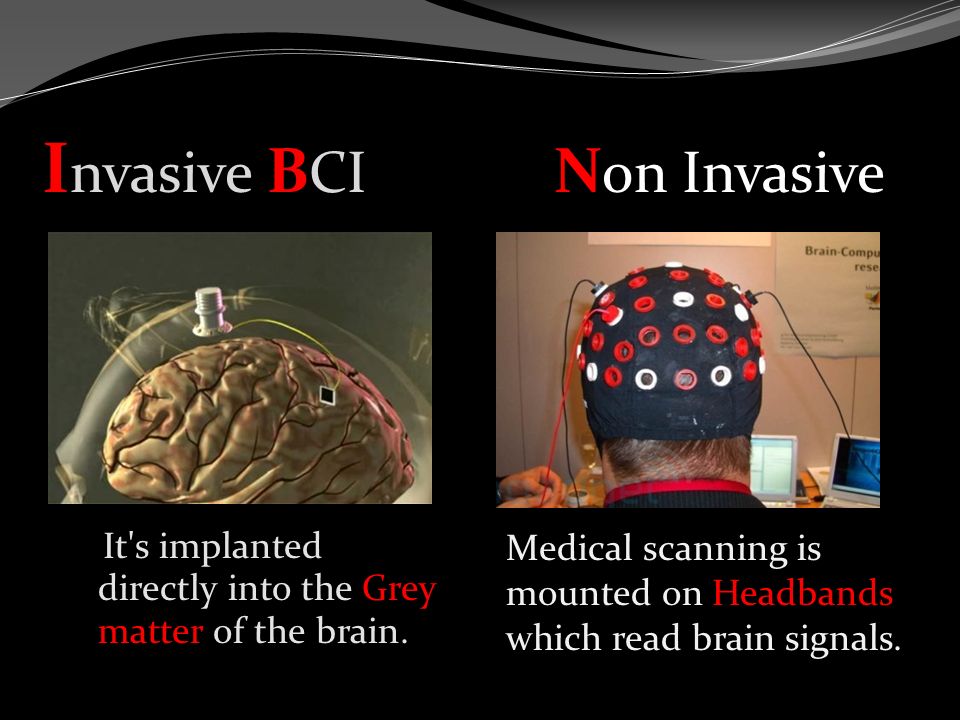 Invasive BCI
Non Invasive
Brain-Compu
resea
It's implanted
directly into the Grey
matter of the brain.
Medical scanning is
mounted on Headbands
which read brain signals.